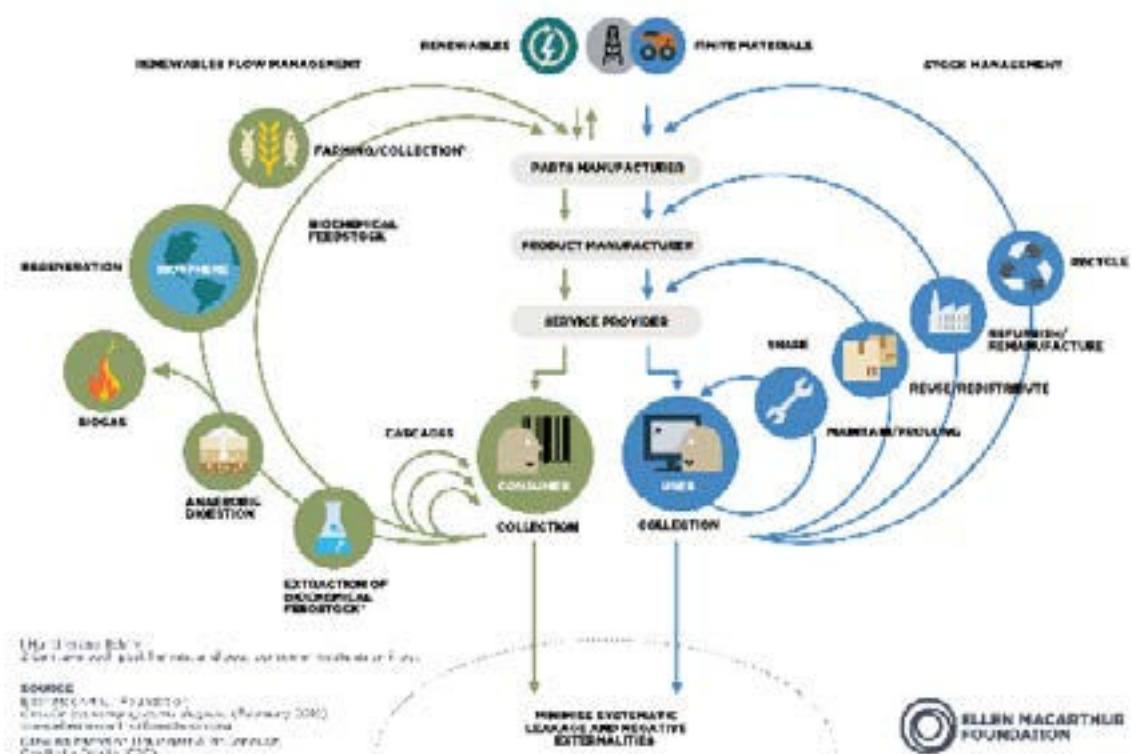 RENEWABLES
FINITE MATERIALS
RENEWABLES FLOW MANAGEMENT
STOCK MANAGEMENT
FARMING/COLLECTION¹
PARTS MANUFACTURER
BIOCHEMICAL
FEEDSTOCK
PRODUCT MANUFACTURER
REGENERATION
BIOSPHERE
RECYCLE
SERVICE PROVIDER
SHARE
REFURBISH/
REMANUFACTURE
REUSE/REDISTRIBUTE
BIOGAS
CASCADES
MAINTAIN/PROLONG
CONSUMER
USER
ANAEROBIC
DIGESTION
COLLECTION
COLLECTION
EXTRACTION OF
BIOCHEMICAL
FEEDSTOCK²
SOURCE
MINIMISE SYSTEMATIC
LEAKAGE AND NEGATIVE
EXTERNALITIES
ELLEN MACARTHUR
FOUNDATION